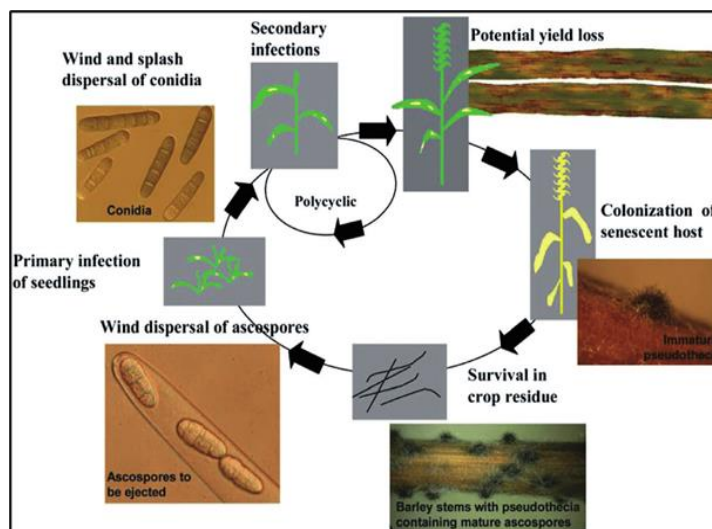 Secondary
infections
Potential yield loss
Wind and splash
dispersal of conidia
Conidia
Polycyclic
Colonization of
senescent host
Primary infection
of seedlings
Immature
pseudothecia
Wind dispersal of ascospores
Survival in
crop residue
Ascospores to
be ejected
Barley stems with pseudothecia
containing mature ascospores